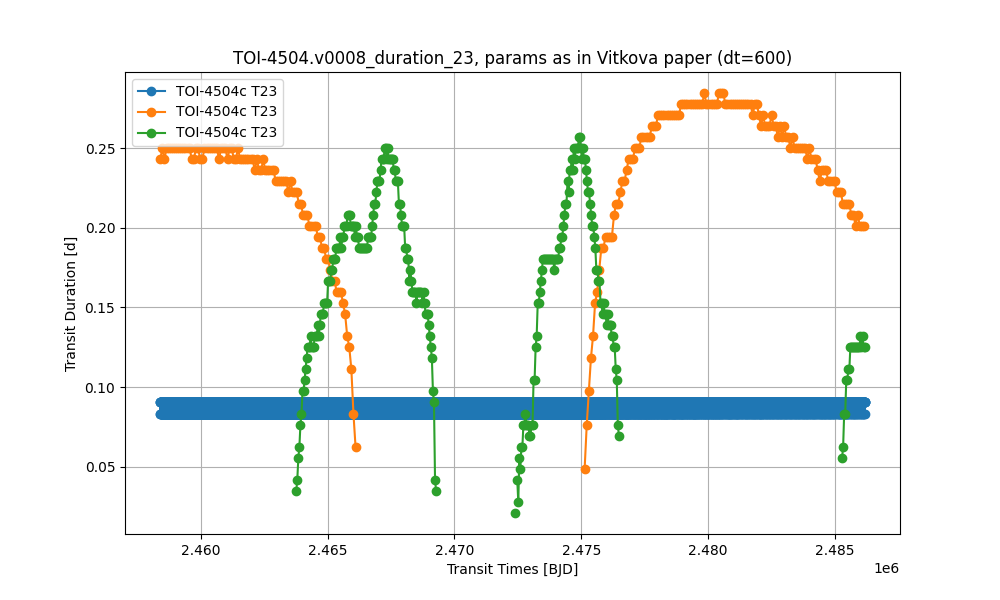 TOI-4504.v0008_duration_23, params as in Vitkova paper (dt=600)
TOI-4504c T23
TOI-4504c T23
TOI-4504c T23
Transit Duration [d]
0.25
0.20
0.15
0.10
0.05
2.460 2.465 2.470 2.475 2.480 2.485
1e6
Transit Times [BJD]